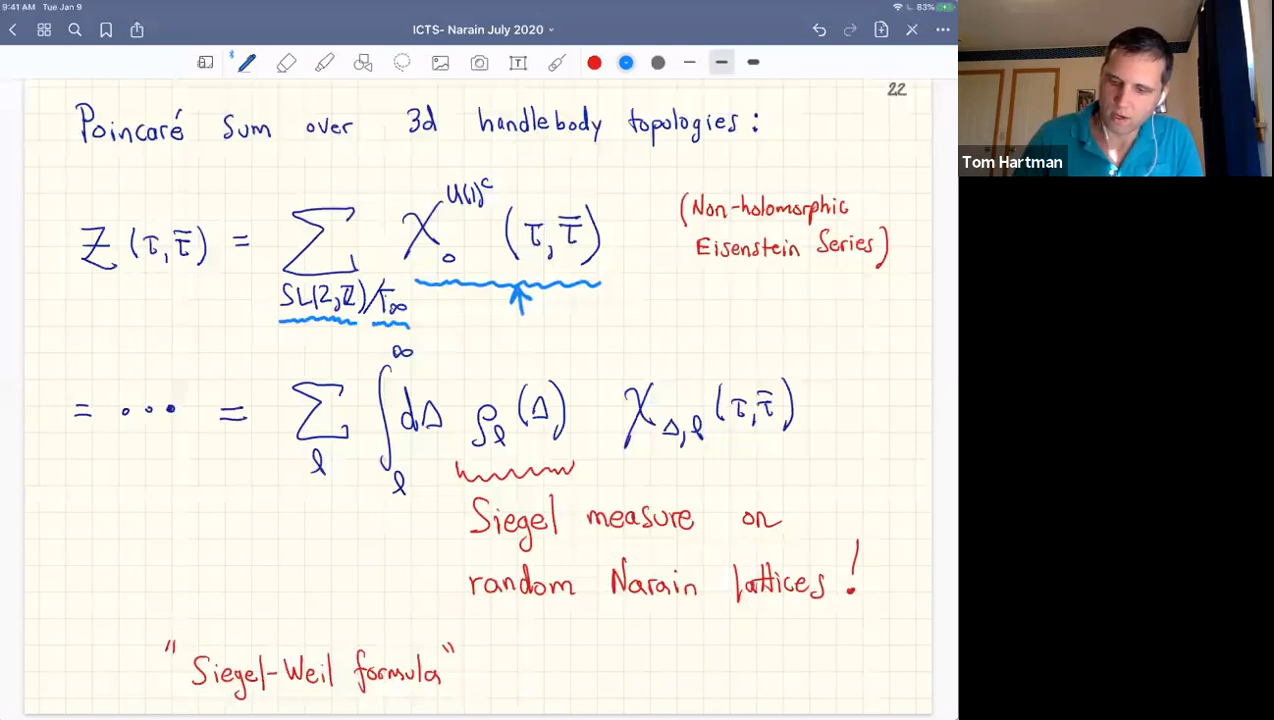 9:41 AM Tue Jan 9
83%
ICTS- Narain July 2020
22
Poincaré Sum over 3d handlebody topologies:
Z(τ,τ̄) = Σ_{SL(2,Z)/Γ∞} χ_0^{U(1)^c} (τ,τ̄)
(Non-holomorphic
Eisenstein Series)
= ··· = Σ_ℓ ∫_ℓ^∞ dΔ ρ_ℓ(Δ) χ_{Δ,ℓ}(τ,τ̄)
Siegel measure on
random Narain lattices!
"Siegel-Weil formula"
Tom Hartman